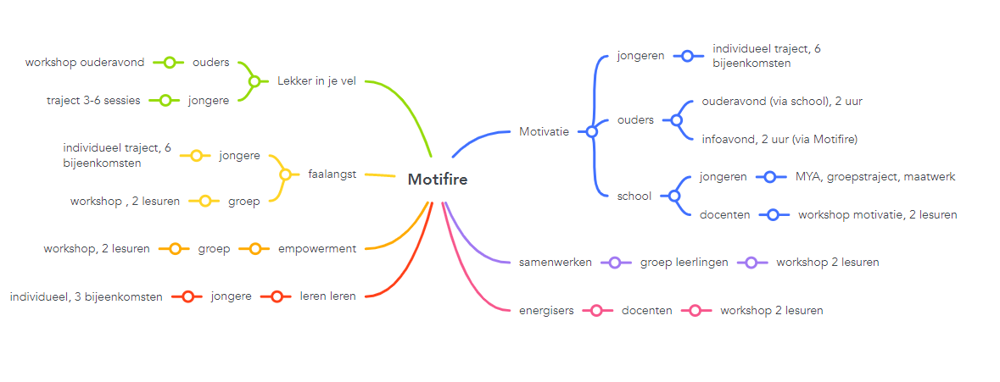 Motifire
Lekker in je vel
ouders
workshop ouderavond
jongere
traject 3-6 sessies
faalangst
jongere
individueel traject, 6
bijeenkomsten
groep
workshop , 2 lesuren
empowerment
groep
workshop, 2 lesuren
leren leren
jongere
individueel, 3 bijeenkomsten
Motivatie
jongeren
individueel traject, 6
bijeenkomsten
ouders
ouderavond (via school), 2 uur
infoavond, 2 uur (via Motifire)
school
jongeren
MYA, groepstraject, maatwerk
docenten
workshop motivatie, 2 lesuren
samenwerken
groep leerlingen
workshop 2 lesuren
energisers
docenten
workshop 2 lesuren